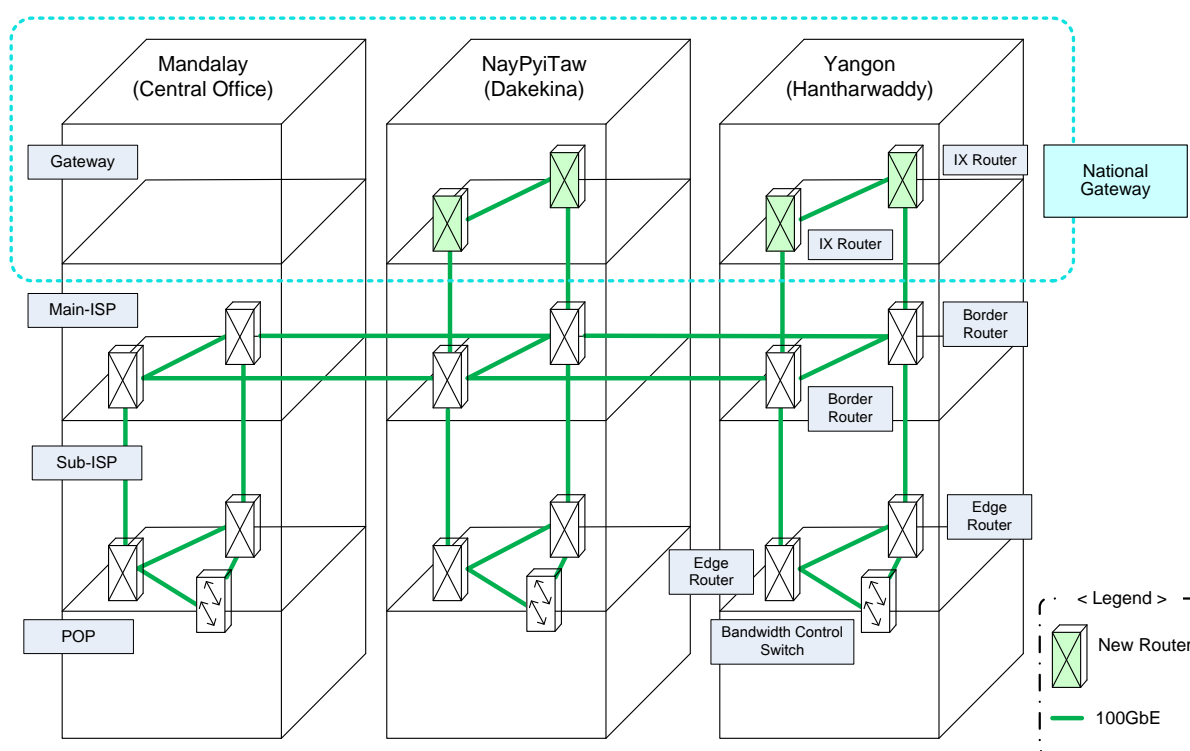 Mandalay
(Central Office)
NayPyiTaw
(Dakekina)
Yangon
(Hantharwaddy)
Gateway
IX Router
National
Gateway
IX Router
Main-ISP
Border
Router
Border
Router
Sub-ISP
Edge
Router
Edge
Router
POP
Bandwidth Control
Switch
< Legend >
New Router
100GbE